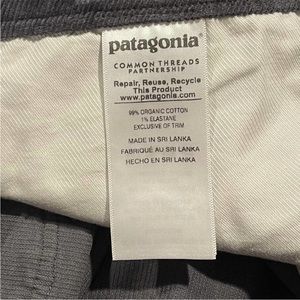 patagonia®
COMMON THREADS
PARTNERSHIP
Repair, Reuse, Recycle
This Product
www.patagonia.com
99% ORGANIC COTTON
1% ELASTANE
EXCLUSIVE OF TRIM
MADE IN SRI LANKA
FABRIQUÉ AU SRI LANKA
HECHO EN SRI LANKA